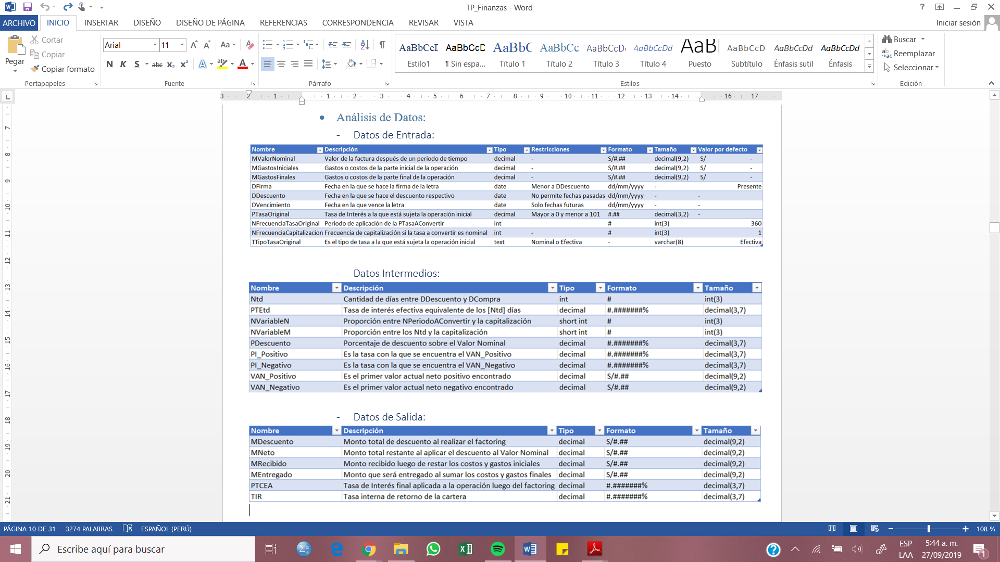 TP_Finanzas - Word
ARCHIVO INICIO INSERTAR DISEÑO DISEÑO DE PÁGINA REFERENCIAS CORRESPONDENCIA REVISAR VISTA Iniciar sesión
Pegar
Cortar
Copiar
Copiar formato
Portapapeles
Arial 11
Fuente
Párrafo
AaBbCcI AaBbCcD AaBbC AaBbCc AaBbCcD AaBbCcDd AaBl AaBbCcD AaBbCcDd AaBbCcDd
Estilo1 ¶ Sin espa... Título 1 Título 2 Título 3 Título 4 Puesto Subtítulo Énfasis sutil Énfasis
Estilos
Buscar
Reemplazar
Seleccionar
Edición
3 2 1 1 2 3 4 5 6 7 8 9 10 11 12 13 14 16 17
• Análisis de Datos:
- Datos de Entrada:
Nombre Descripción Tipo Restricciones Formato Tamaño Valor por defecto
MValorNominal Valor de la factura después de un periodo de tiempo decimal - S/#.## decimal(9,2) S/ -
MGastosIniciales Gastos o costos de la parte inicial de la operación decimal - S/#.## decimal(9,2) S/ -
MGastosFinales Gastos o costos de la parte final de la operación decimal - S/#.## decimal(9,2) S/ -
DFirma Fecha en la que se hace la firma de la letra date Menor a DDescuento dd/mm/yyyy - Presente
DDescuento Fecha en la que se hace el descuento respectivo date No permite fechas pasadas dd/mm/yyyy - -
DVencimiento Fecha en la que vence la letra date Solo fechas futuras dd/mm/yyyy - -
PTasaOriginal Tasa de Interés a la que está sujeta la operación inicial decimal Mayor a 0 y menor a 101 #.## decimal(3,2) -
NFrecuenciaTasaOriginal Periodo de aplicación de la PTasaAConvertir int - # int(3) 360
NFrecuenciaCapitalizacion Frecuencia de capitalización si la tasa a convertir es nominal int - # int(3) 1
TTipoTasaOriginal Es el tipo de tasa a la que está sujeta la operación inicial text Nominal o Efectiva - varchar(8) Efectiva
- Datos Intermedios:
Nombre Descripción Tipo Formato Tamaño
Ntd Cantidad de días entre DDescuento y DCompra int # int(3)
PTEtd Tasa de interés efectiva equivalente de los [Ntd] días decimal #.#######% decimal(3,7)
NVariableN Proporción entre NPeriodoAConvertir y la capitalización short int # int(3)
NVariableM Proporción entre los Ntd y la capitalización short int # int(3)
PDescuento Porcentaje de descuento sobre el Valor Nominal decimal #.#######% decimal(3,7)
PI_Positivo Es la tasa con la que se encuentra el VAN_Positivo decimal #.#######% decimal(3,7)
PI_Negativo Es la tasa con la que se encuentra el VAN_Negativo decimal #.#######% decimal(3,7)
VAN_Positivo Es el primer valor actual neto positivo encontrado decimal S/#.## decimal(9,2)
VAN_Negativo Es el primer valor actual neto negativo encontrado decimal S/#.## decimal(9,2)
- Datos de Salida:
Nombre Descripción Tipo Formato Tamaño
MDescuento Monto total de descuento al realizar el factoring decimal S/#.## decimal(9,2)
MNeto Monto total restante al aplicar el descuento al Valor Nominal decimal S/#.## decimal(9,2)
MRecibido Monto recibido luego de restar los costos y gastos iniciales decimal S/#.## decimal(9,2)
MEntregado Monto que será entregado al sumar los costos y gastos finales decimal S/#.## decimal(9,2)
PTCEA Tasa de Interés final aplicada a la operación luego del factoring decimal #.#######% decimal(3,7)
TIR Tasa interna de retorno de la cartera decimal #.#######% decimal(3,7)
PÁGINA 10 DE 31 3274 PALABRAS ESPAÑOL (PERÚ) 108 %
Escribe aquí para buscar
ESP
LAA
5:44 a. m.
27/09/2019
1